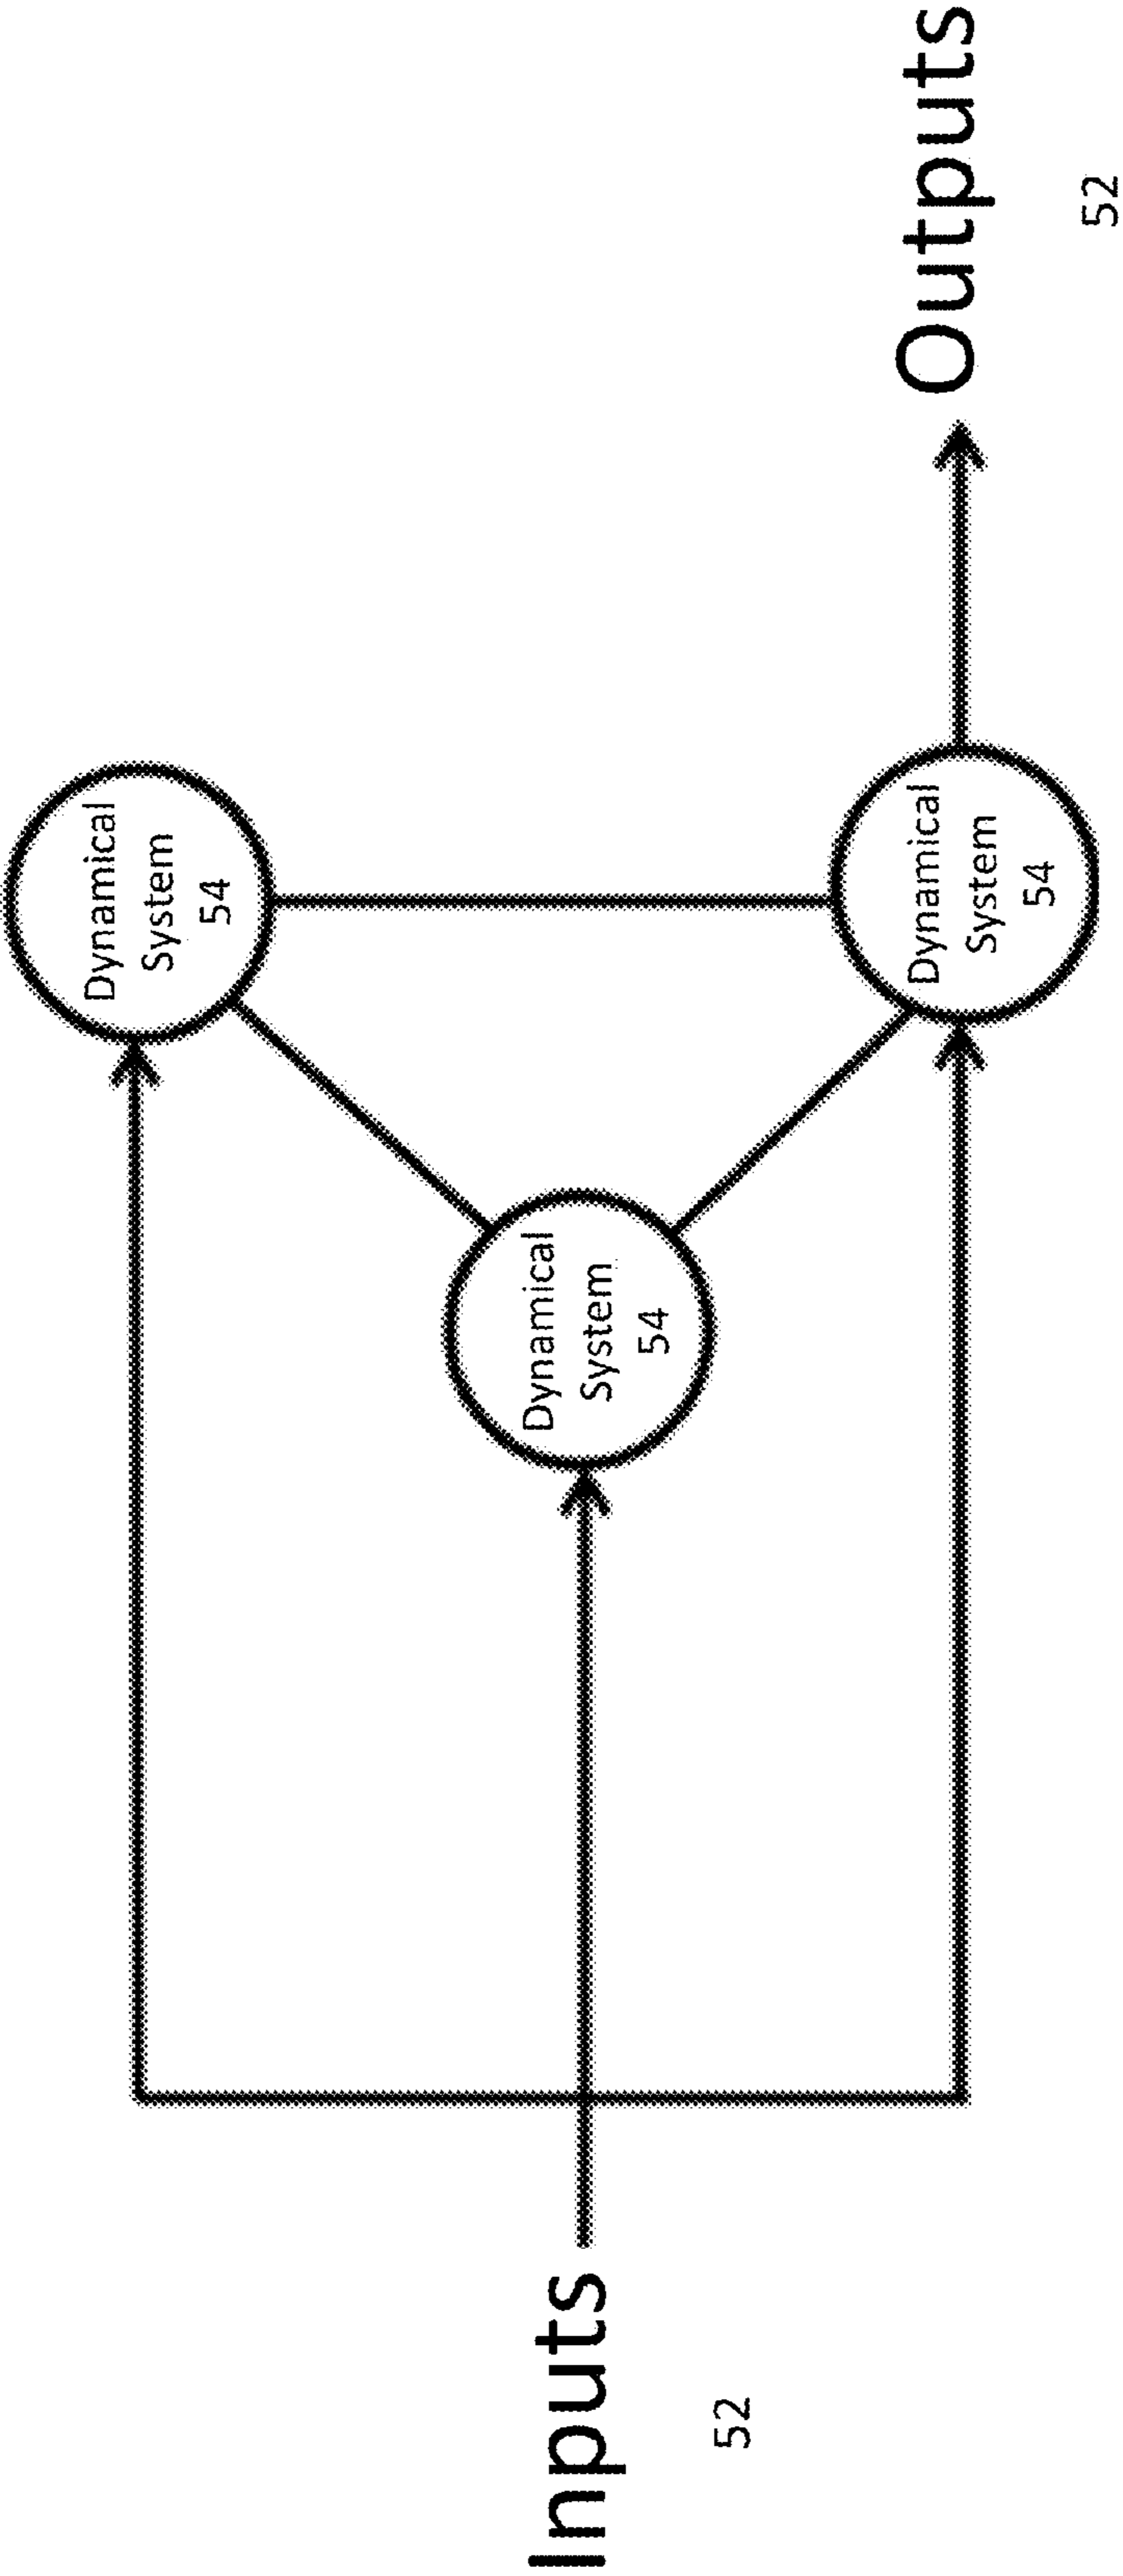 Inputs
52
Dynamical
System
54
Dynamical
System
54
Dynamical
System
54
Outputs
52